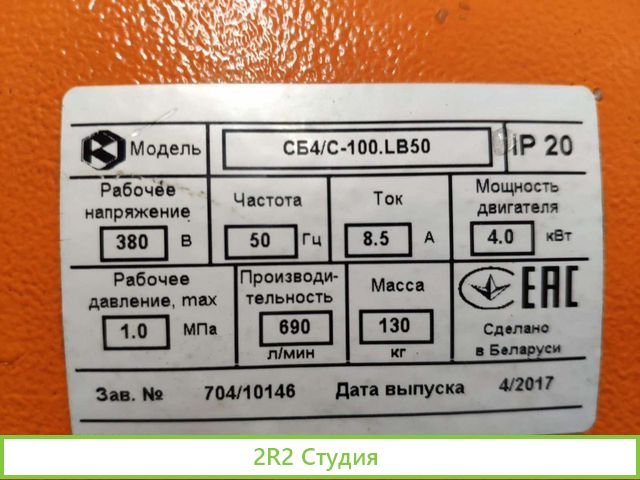 Модель СБ4/С-100.LB50 IP 20
Рабочее напряжение 380 В
Частота 50 Гц
Ток 8.5 А
Мощность двигателя 4.0 кВт
Рабочее давление, max 1.0 МПа
Производи-
тельность 690 л/мин
Масса 130 кг
EAC
Сделано
в Беларуси
Зав. № 704/10146 Дата выпуска 4/2017
2R2 Студия